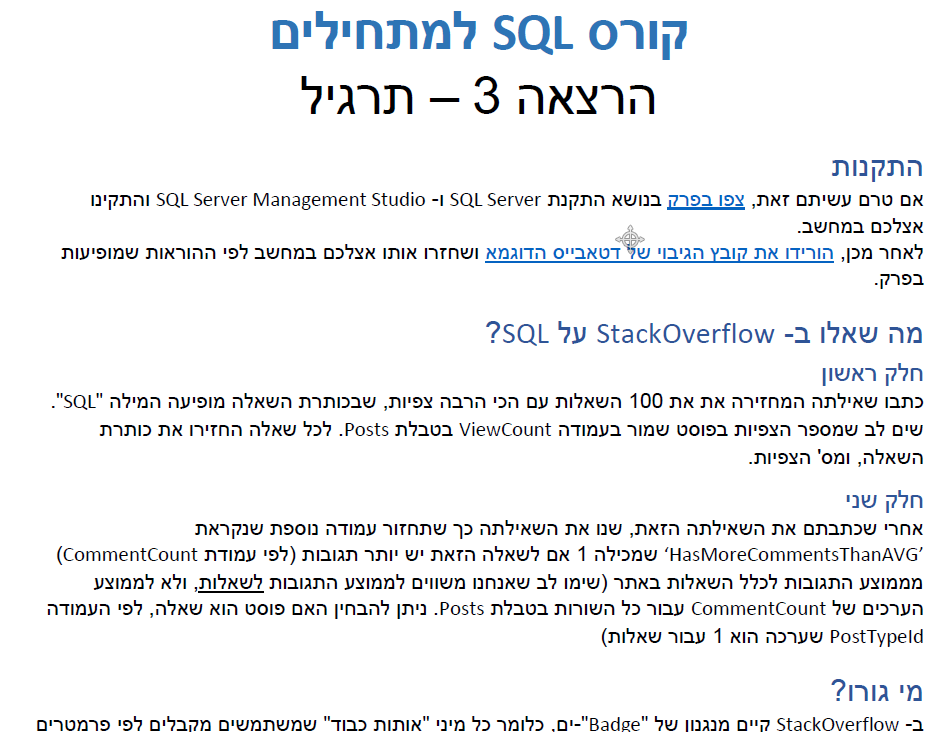 קורס SQL למתחילים
הרצאה 3 – תרגיל
התקנות
אם טרם עשיתם זאת, צפו בפרק בנושא התקנת SQL Server ו- SQL Server Management Studio והתקינו
אצלכם במחשב.
לאחר מכן, הורידו את קובץ הגיבוי של דטאבייס הדוגמא ושחזרו אותו אצלכם במחשב לפי ההוראות שמופיעות
בפרק.
מה שאלו ב- StackOverflow על SQL?
חלק ראשון
כתבו שאילתה המחזירה את את 100 השאלות עם הכי הרבה צפיות, שבכותרת השאלה מופיעה המילה "SQL".
שים לב שמספר הצפיות בפוסט שמור בעמודה ViewCount בטבלת Posts. לכל שאלה החזירו את כותרת
השאלה, ומס' הצפיות.
חלק שני
אחרי שכתבתם את השאילתה הזאת, שנו את השאילתה כך שתחזור עמודה נוספת שנקראת
'HasMoreCommentsThanAVG' שמכילה 1 אם לשאלה הזאת יש יותר תגובות (לפי עמודת CommentCount)
מממוצע התגובות לכלל השאלות באתר (שימו לב שאנחנו משווים לממוצע התגובות לשאלות, ולא לממוצע
הערכים של CommentCount עבור כל השורות בטבלת Posts. ניתן להבחין האם פוסט הוא שאלה, לפי העמודה
PostTypeId שערכה הוא 1 עבור שאלות)
מי גורו?
ב- StackOverflow קיים מנגנון של "Badge"-ים, כלומר כל מיני "אותות כבוד" שמשתמשים מקבלים לפי פרמטרים